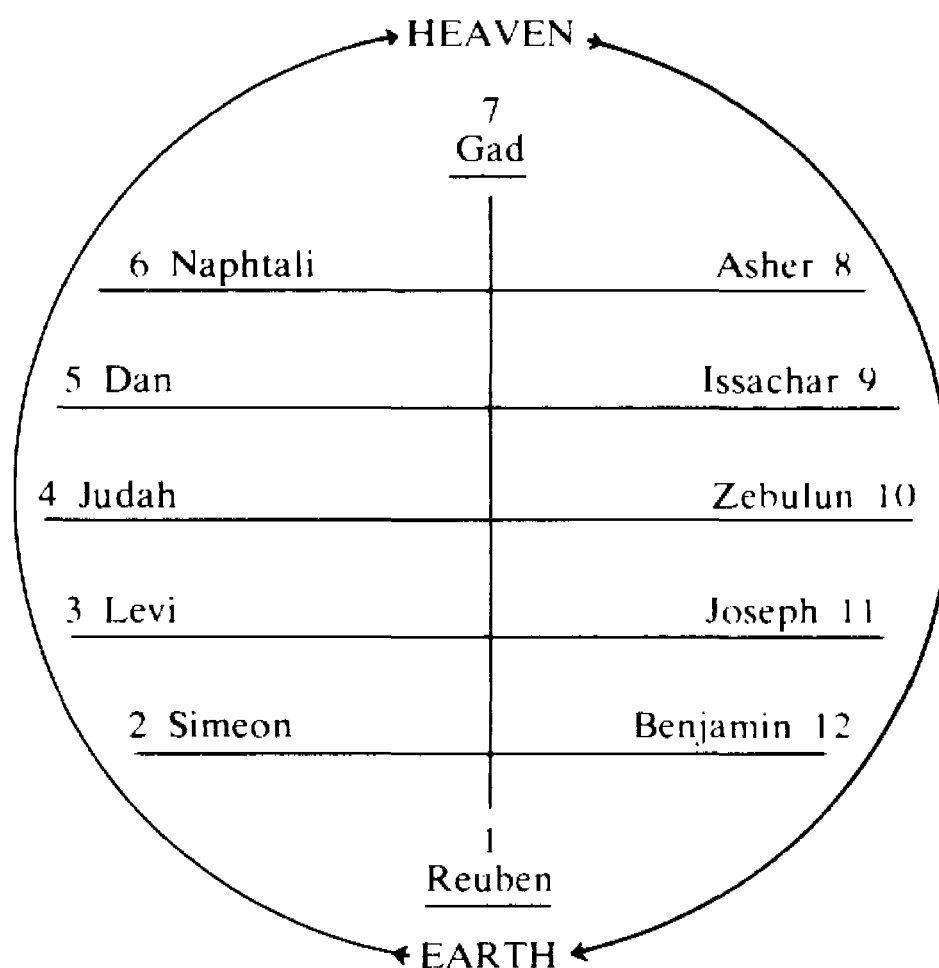 HEAVEN
7
Gad
6 Naphtali Asher 8
5 Dan Issachar 9
4 Judah Zebulun 10
3 Levi Joseph 11
2 Simeon Benjamin 12
1
Reuben
EARTH